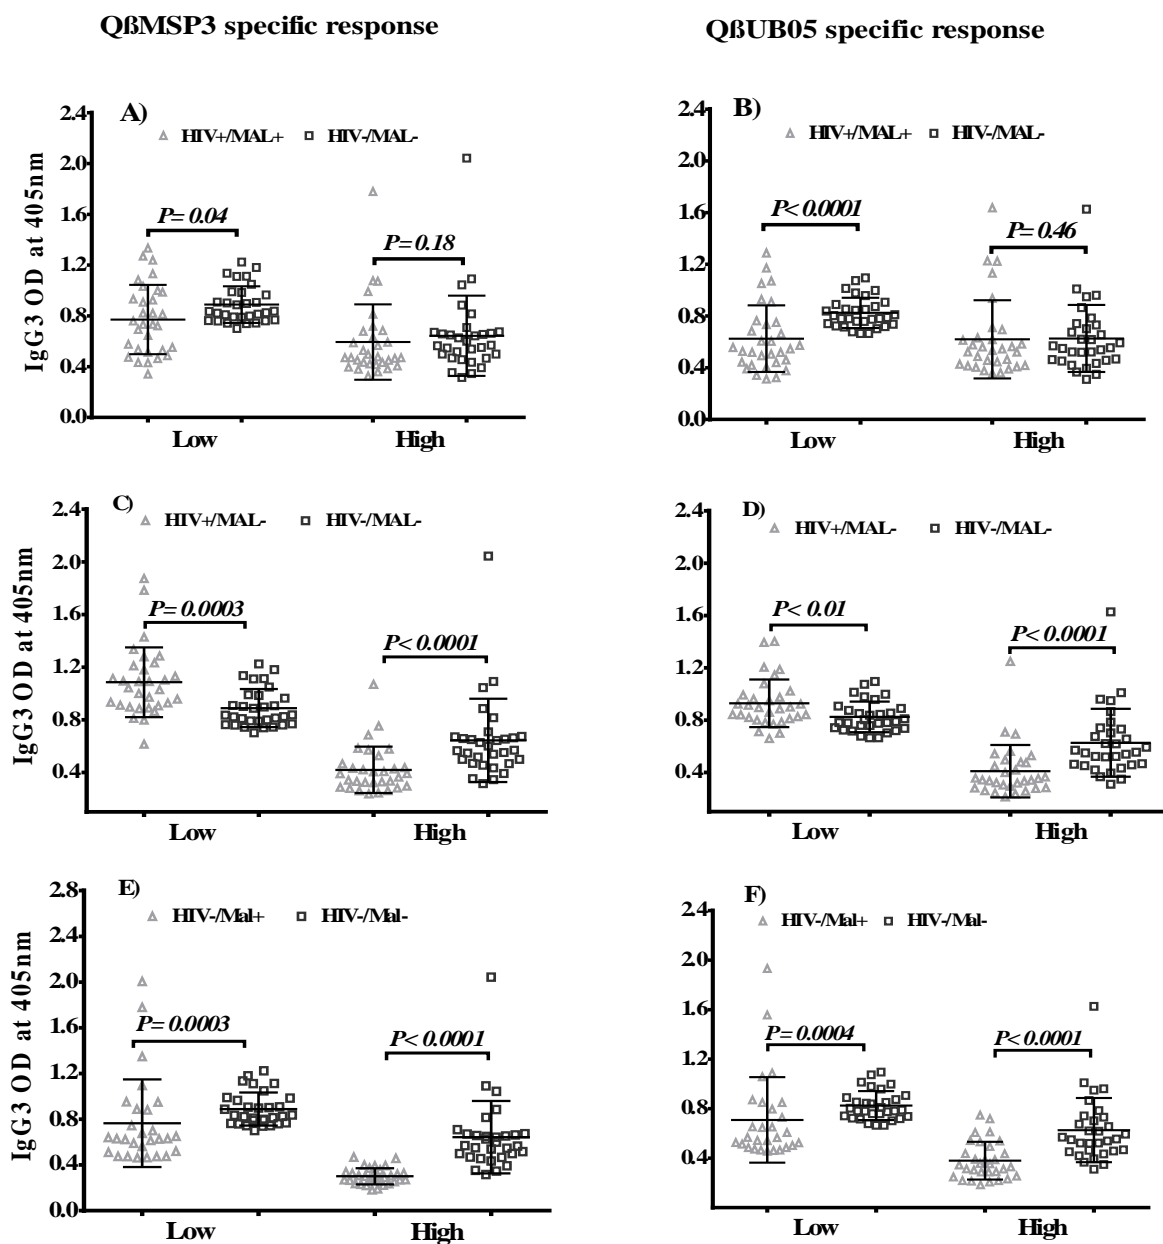 QßMSP3 specific response
QßUB05 specific response
A)
HIV+/MAL+ HIV-/MAL-
IgG3 OD at 405nm
2.4
2.0
1.6
1.2
0.8
0.4
0.0
P= 0.04
P= 0.18
Low High
B)
HIV+/MAL+ HIV-/MAL-
2.4
2.0
1.6
1.2
0.8
0.4
0.0
P< 0.0001
P= 0.46
Low High
C)
HIV+/MAL- HIV-/MAL-
IgG3 OD at 405nm
2.4
2.0
1.6
1.2
0.8
0.4
P= 0.0003
P< 0.0001
Low High
D)
HIV+/MAL- HIV-/MAL-
2.4
2.0
1.6
1.2
0.8
0.4
P< 0.01
P< 0.0001
Low High
E)
HIV-/Mal+ HIV-/Mal-
IgG3 OD at 405nm
2.8
2.4
2.0
1.6
1.2
0.8
0.4
0.0
P= 0.0003
P< 0.0001
Low High
F)
HIV-/Mal+ HIV-/Mal-
2.4
2.0
1.6
1.2
0.8
0.4
P= 0.0004
P< 0.0001
Low High